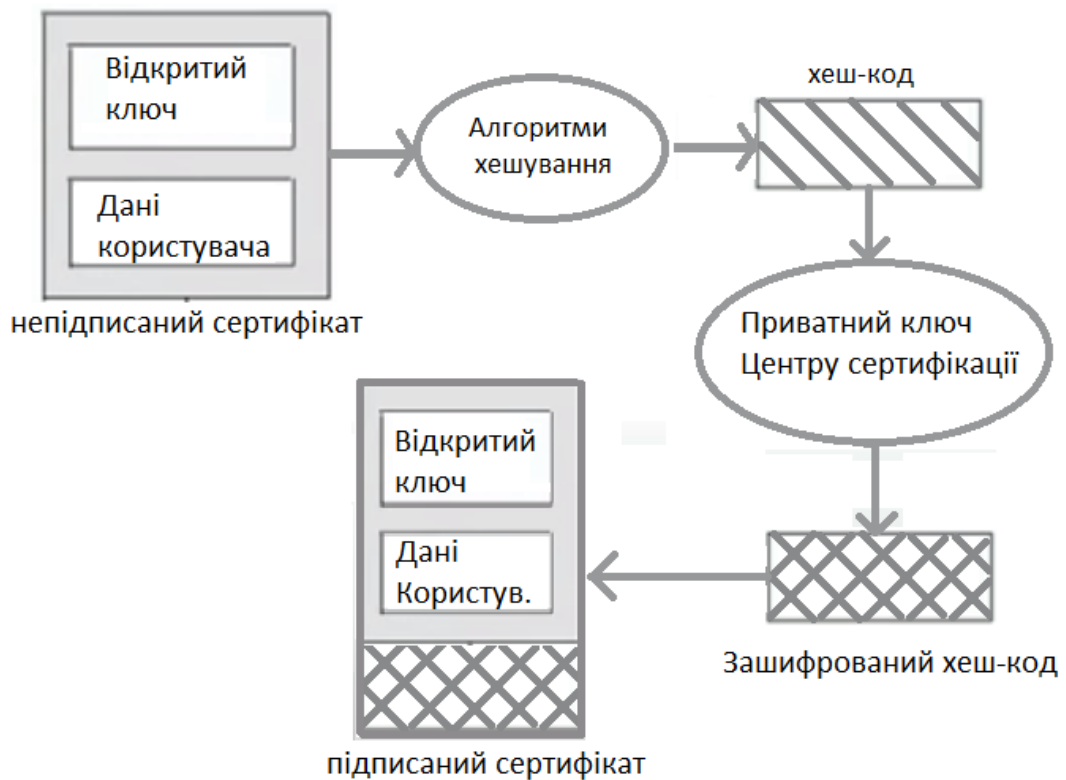 Відкритий
ключ
Дані
користувача
непідписаний сертифікат
Алгоритми
хешування
хеш-код
Приватний ключ
Центру сертифікації
Зашифрований хеш-код
Відкритий
ключ
Дані
Користув.
підписаний сертифікат